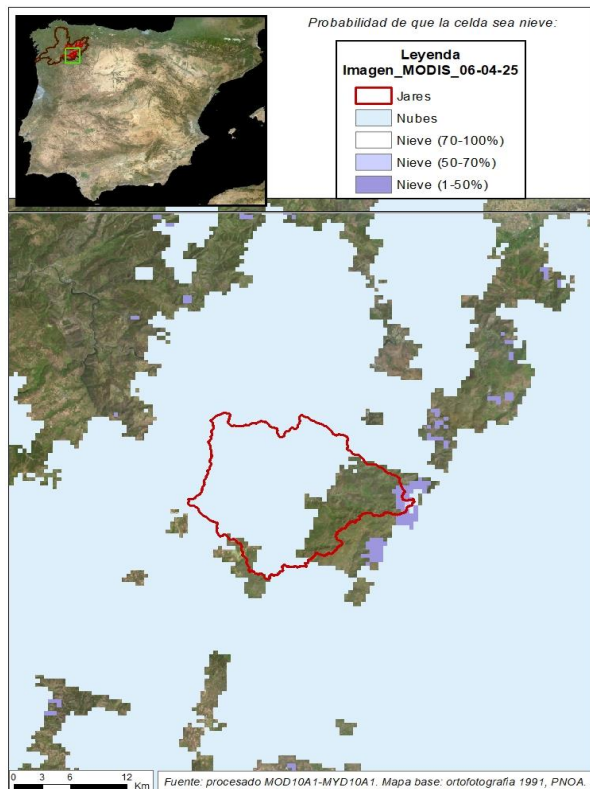 Probabilidad de que la celda sea nieve:
Leyenda
Imagen_MODIS_06-04-25
Jares
Nubes
Nieve (70-100%)
Nieve (50-70%)
Nieve (1-50%)
0 3 6 12
Km
Fuente: procesado MOD10A1-MYD10A1. Mapa base: ortofotografía 1991, PNOA.